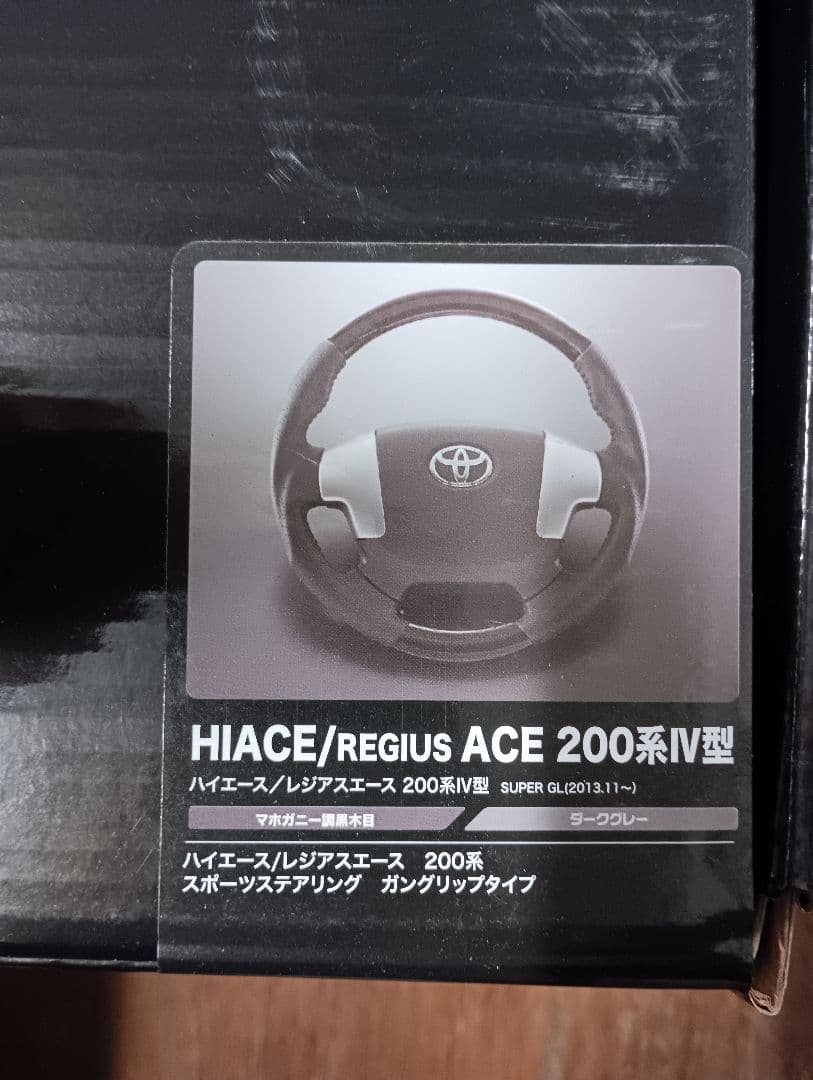 HIACE/REGIUS ACE 200系Ⅳ型
ハイエース/レジアスエース 200系Ⅳ型 SUPER GL(2013.11〜)
マホガニー調黒木目 ダークグレー
ハイエース/レジアスエース 200系
スポーツステアリング ガングリップタイプ